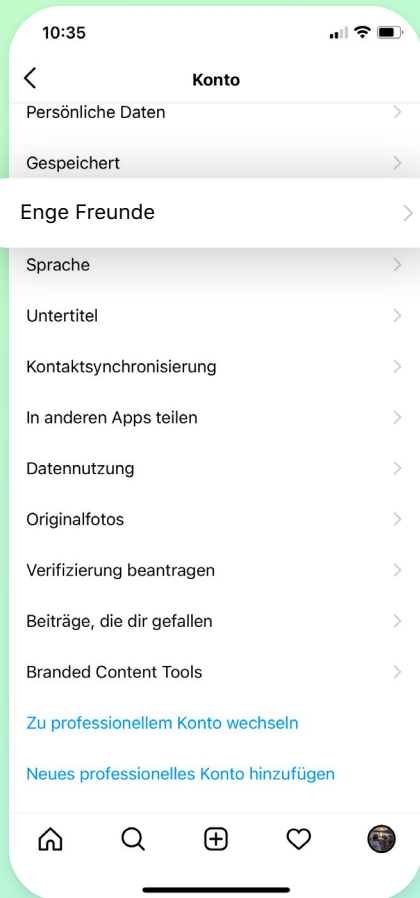 10:35
Konto
Persönliche Daten
Gespeichert
Enge Freunde
Sprache
Untertitel
Kontaktsynchronisierung
In anderen Apps teilen
Datennutzung
Originalfotos
Verifizierung beantragen
Beiträge, die dir gefallen
Branded Content Tools
Zu professionellem Konto wechseln
Neues professionelles Konto hinzufügen